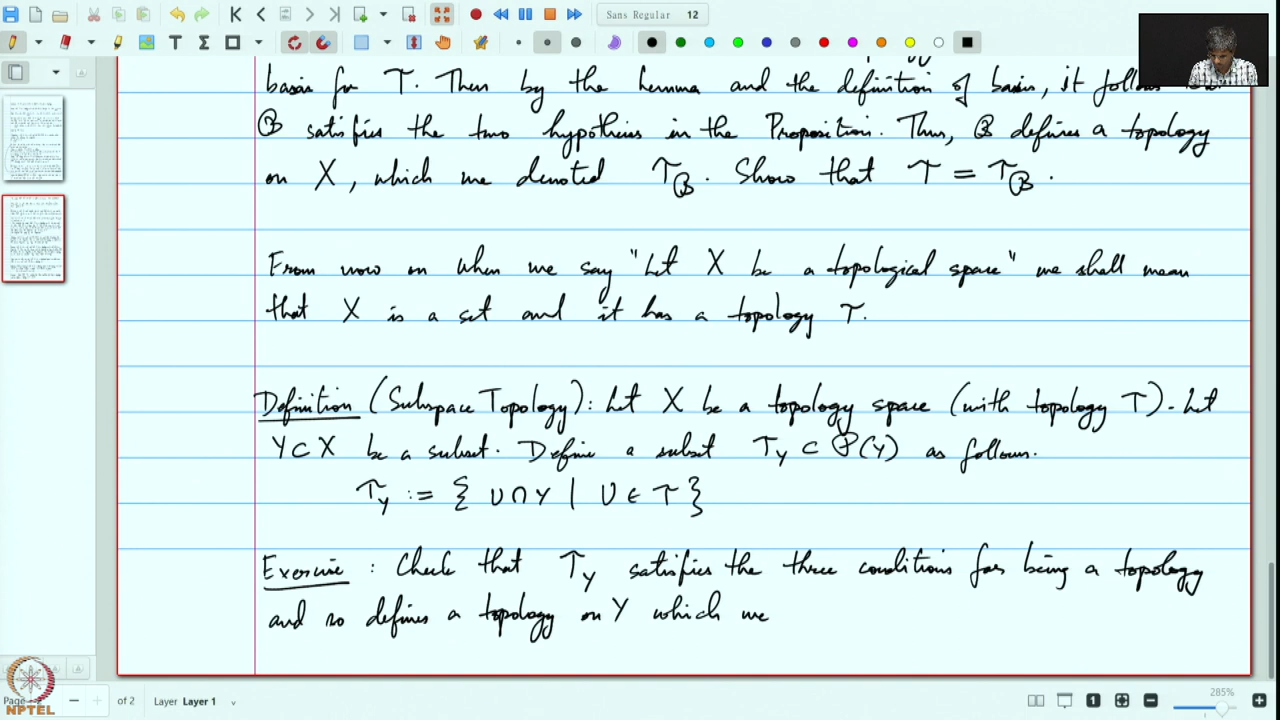 Sans Regular 12
basis for T. Then by the lemma and the definition of basis, it follows
B satisfies the two hypothesis in the Proposition. Thus, B defines a topology
on X, which we denoted T_B. Show that T = T_B.
From now on when we say "Let X be a topological space" we shall mean
that X is a set and it has a topology T.
Definition (Subspace Topology): Let X be a topology space (with topology T). Let
Y⊂X be a subset. Define a subset T_Y ⊂ P(Y) as follows.
T_Y := { U∩Y | U ∈ T }
Exercise: Check that T_Y satisfies the three conditions for being a topology
and so defines a topology on Y which we
NPTEL
Page of 2 Layer Layer 1
285%